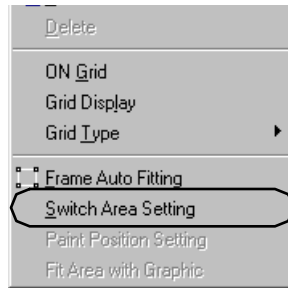 Delete
ON Grid
Grid Display
Grid Type
Frame Auto Fitting
Switch Area Setting
Paint Position Setting
Fit Area with Graphic